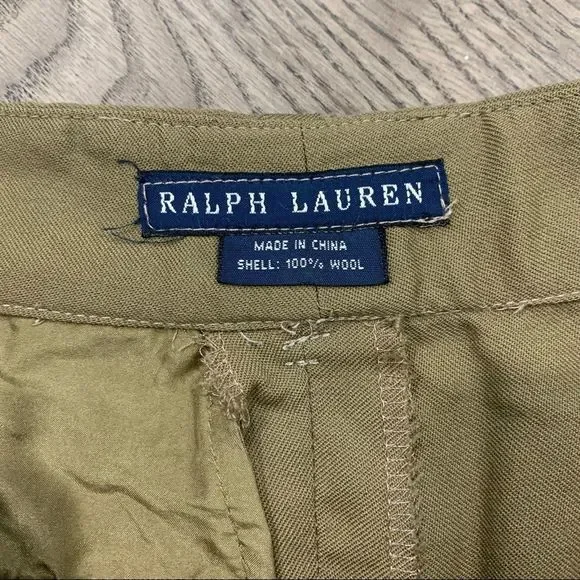 RALPH LAUREN
MADE IN CHINA
SHELL: 100% WOOL